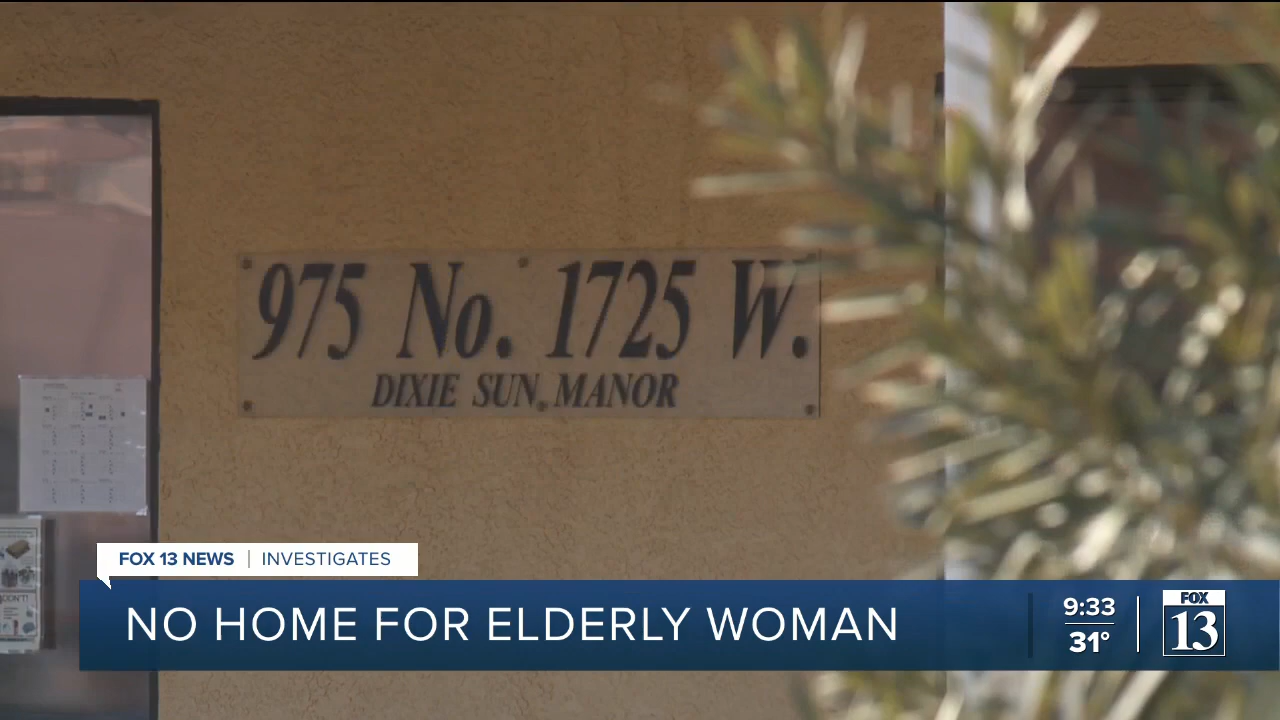 975 No. 1725 W.
DIXIE SUN MANOR
DON'T!
FOX 13 NEWS | INVESTIGATES
NO HOME FOR ELDERLY WOMAN
9:33
31°
FOX
13